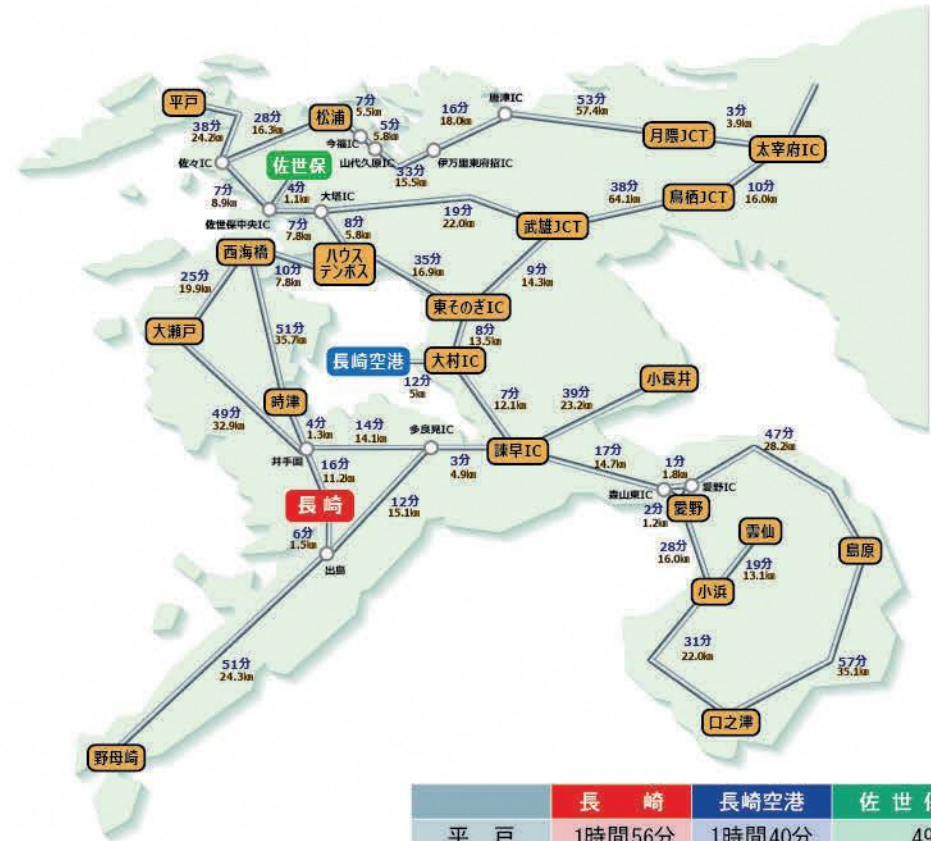 平戸
38分
24.2㎞
28分
16.3㎞
松浦
7分
5.5㎞
今福IC
5分
5.8㎞
山代久原IC
33分
15.5㎞
伊万里東府招IC
16分
18.0㎞
唐津IC
53分
57.4㎞
月隈JCT
3分
3.9㎞
太宰府IC
佐々IC
佐世保
7分
8.9㎞
4分
1.1㎞
大塔IC
佐世保中央IC
7分
7.8㎞
8分
5.8㎞
19分
22.0㎞
武雄JCT
38分
64.1㎞
鳥栖JCT
10分
16.0㎞
西海橋
10分
7.8㎞
ハウス
テンボス
35分
16.9㎞
9分
14.3㎞
25分
19.9㎞
東そのぎIC
大瀬戸
51分
35.7㎞
8分
13.5㎞
長崎空港
12分
5㎞
大村IC
小長井
時津
7分
12.1㎞
39分
23.2㎞
49分
32.9㎞
4分
1.3㎞
14分
14.1㎞
多良見IC
井手園
3分
4.9㎞
諫早IC
17分
14.7㎞
47分
28.2㎞
16分
11.2㎞
1分
1.8㎞
愛野IC
森山東IC
長崎
12分
15.1㎞
2分
1.2㎞
愛野
6分
1.5㎞
出島
28分
16.0㎞
雲仙
19分
13.1㎞
島原
小浜
31分
22.0㎞
51分
24.3㎞
57分
35.1㎞
口之津
野母崎
長　崎 長崎空港 佐世
平　戸 1時間56分 1時間40分 49